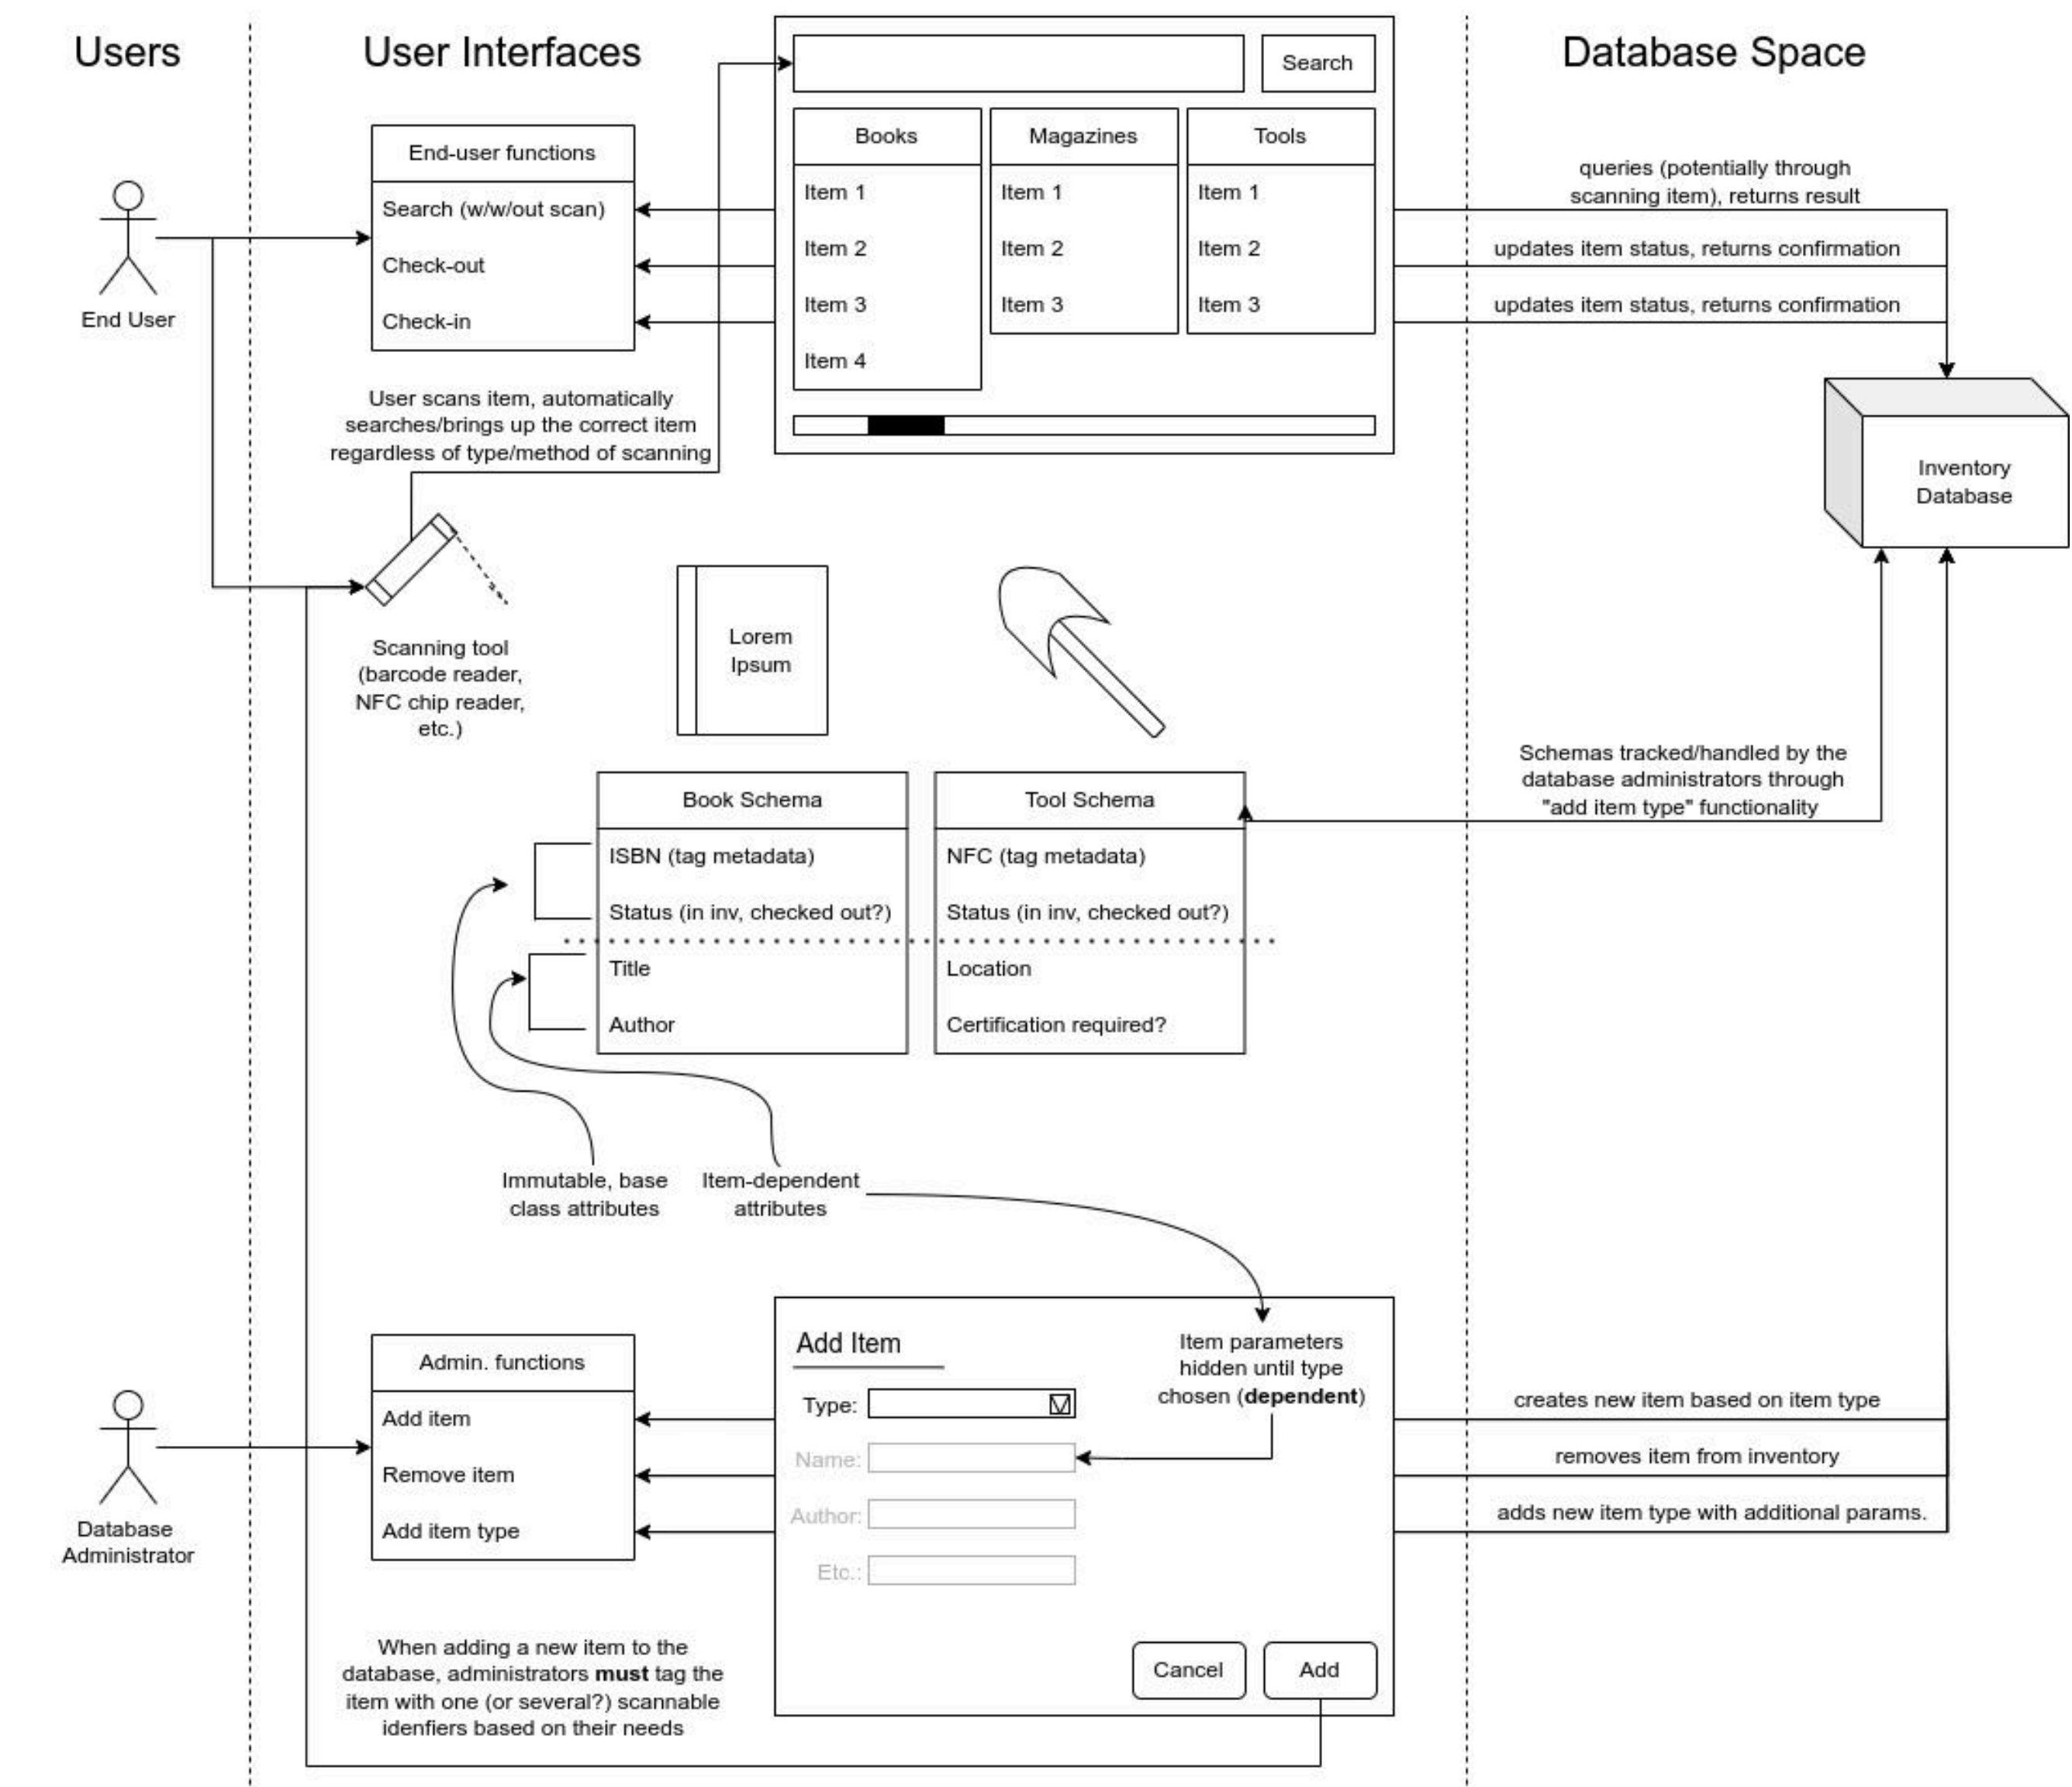 Users
User Interfaces
Database Space
Search
Books
Magazines
Tools
Item 1
Item 2
Item 3
Item 4
Item 1
Item 2
Item 3
Item 1
Item 2
Item 3
End-user functions
Search (w/w/out scan)
Check-out
Check-in
End User
queries (potentially through
scanning item), returns result
updates item status, returns confirmation
updates item status, returns confirmation
Inventory
Database
User scans item, automatically
searches/brings up the correct item
regardless of type/method of scanning
Scanning tool
(barcode reader,
NFC chip reader,
etc.)
Lorem
Ipsum
Schemas tracked/handled by the
database administrators through
"add item type" functionality
Book Schema
ISBN (tag metadata)
Status (in inv, checked out?)
Title
Author
Tool Schema
NFC (tag metadata)
Status (in inv, checked out?)
Location
Certification required?
Immutable, base
class attributes
Item-dependent
attributes
Admin. functions
Add item
Remove item
Add item type
Database
Administrator
Add Item
Type:
Name:
Author:
Etc.:
Item parameters
hidden until type
chosen (dependent)
Cancel
Add
creates new item based on item type
removes item from inventory
adds new item type with additional params.
When adding a new item to the
database, administrators must tag the
item with one (or several?) scannable
idenfiers based on their needs